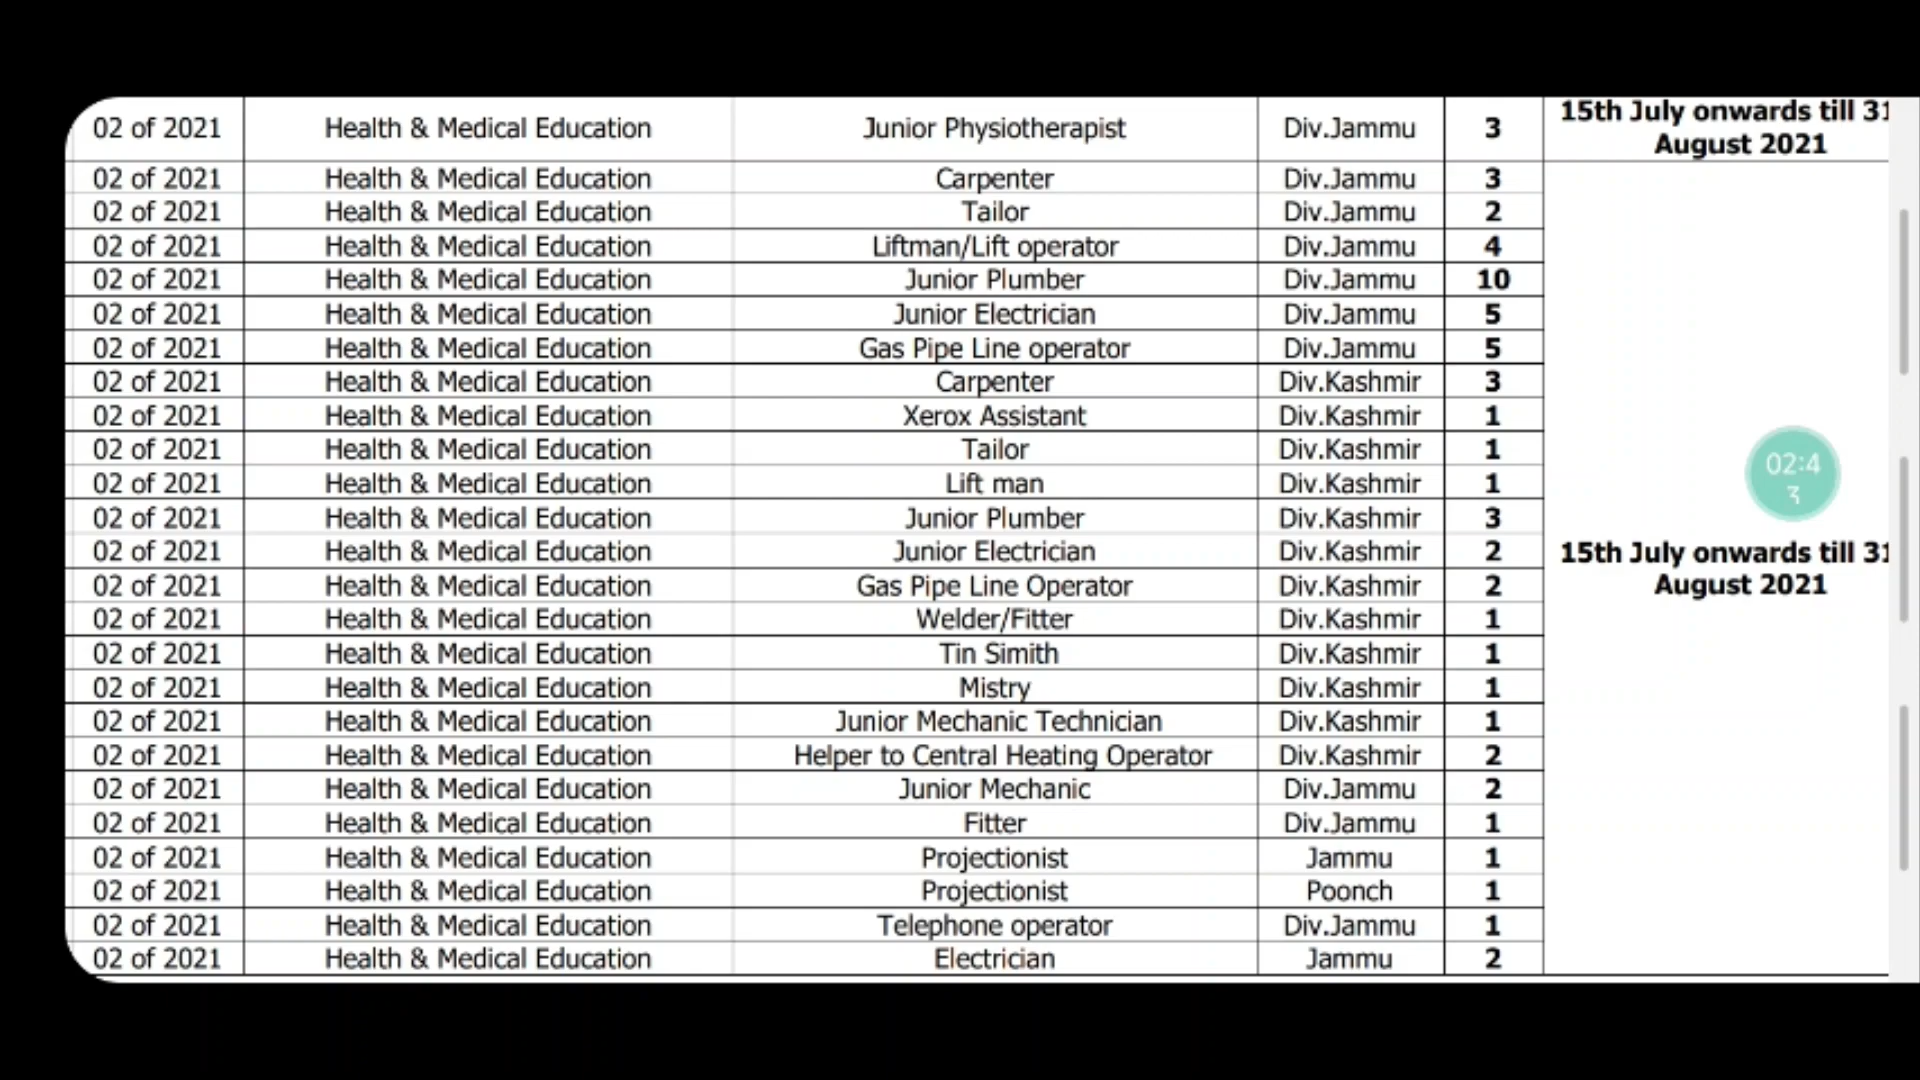 02 of 2021 Health & Medical Education Junior Physiotherapist Div.Jammu 3 15th July onwards till 31 August 2021
02 of 2021 Health & Medical Education Carpenter Div.Jammu 3
02 of 2021 Health & Medical Education Tailor Div.Jammu 2
02 of 2021 Health & Medical Education Liftman/Lift operator Div.Jammu 4
02 of 2021 Health & Medical Education Junior Plumber Div.Jammu 10
02 of 2021 Health & Medical Education Junior Electrician Div.Jammu 5
02 of 2021 Health & Medical Education Gas Pipe Line operator Div.Jammu 5
02 of 2021 Health & Medical Education Carpenter Div.Kashmir 3
02 of 2021 Health & Medical Education Xerox Assistant Div.Kashmir 1
02 of 2021 Health & Medical Education Tailor Div.Kashmir 1
02 of 2021 Health & Medical Education Lift man Div.Kashmir 1
02:43
02 of 2021 Health & Medical Education Junior Plumber Div.Kashmir 3
02 of 2021 Health & Medical Education Junior Electrician Div.Kashmir 2
15th July onwards till 31
August 2021
02 of 2021 Health & Medical Education Gas Pipe Line Operator Div.Kashmir 2
02 of 2021 Health & Medical Education Welder/Fitter Div.Kashmir 1
02 of 2021 Health & Medical Education Tin Simith Div.Kashmir 1
02 of 2021 Health & Medical Education Mistry Div.Kashmir 1
02 of 2021 Health & Medical Education Junior Mechanic Technician Div.Kashmir 1
02 of 2021 Health & Medical Education Helper to Central Heating Operator Div.Kashmir 2
02 of 2021 Health & Medical Education Junior Mechanic Div.Jammu 2
02 of 2021 Health & Medical Education Fitter Div.Jammu 1
02 of 2021 Health & Medical Education Projectionist Jammu 1
02 of 2021 Health & Medical Education Projectionist Poonch 1
02 of 2021 Health & Medical Education Telephone operator Div.Jammu 1
02 of 2021 Health & Medical Education Electrician Jammu 2